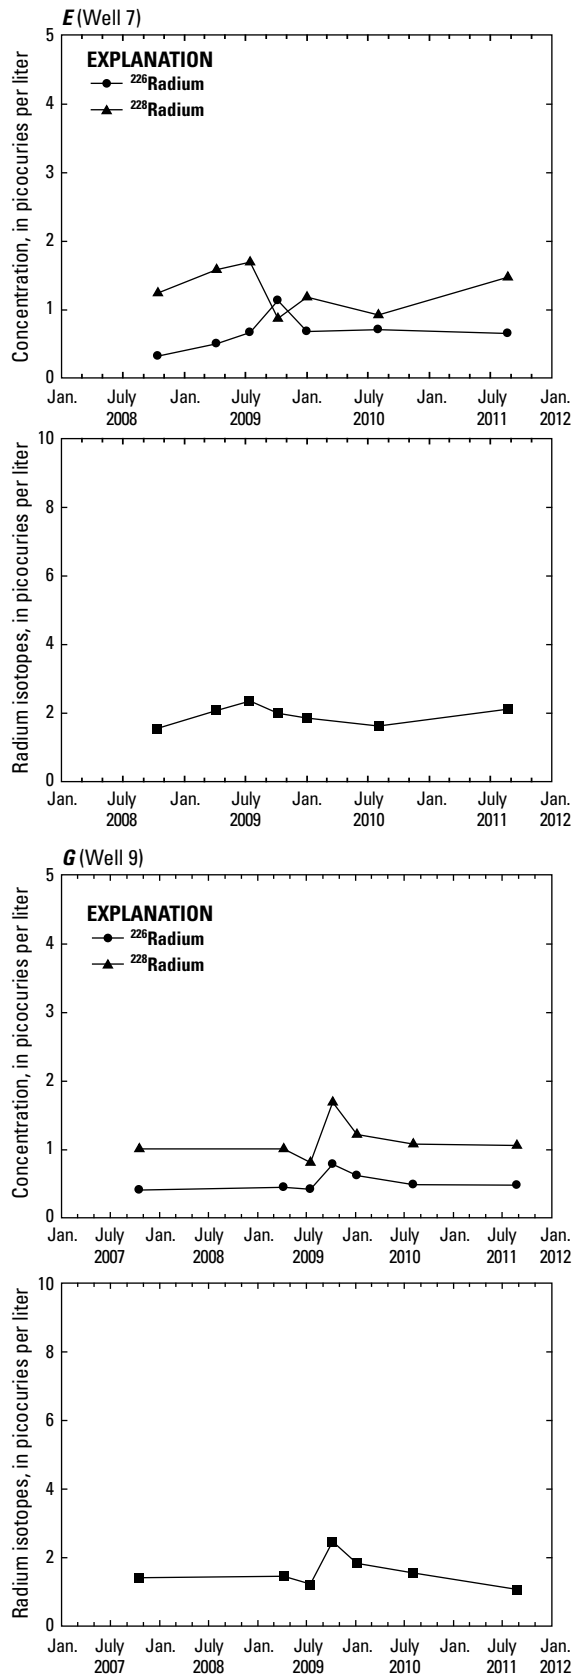 E (Well 7)
Concentration, in picocuries per liter
5
4
3
2
1
0
EXPLANATION
226Radium
228Radium
Jan. July Jan. July Jan. July Jan. July Jan.
2008 2009 2010 2011 2012
Radium isotopes, in picocuries per liter
10
8
6
4
2
0
Jan. July Jan. July Jan. July Jan. July Jan.
2008 2009 2010 2011 2012
G (Well 9)
Concentration, in picocuries per liter
5
4
3
2
1
0
EXPLANATION
226Radium
228Radium
Jan. July Jan. July Jan. July Jan. July Jan. July Jan.
2007 2008 2009 2010 2011 2012
Radium isotopes, in picocuries per liter
10
8
6
4
2
0
Jan. July Jan. July Jan. July Jan. July Jan. July Jan.
2007 2008 2009 2010 2011 2012